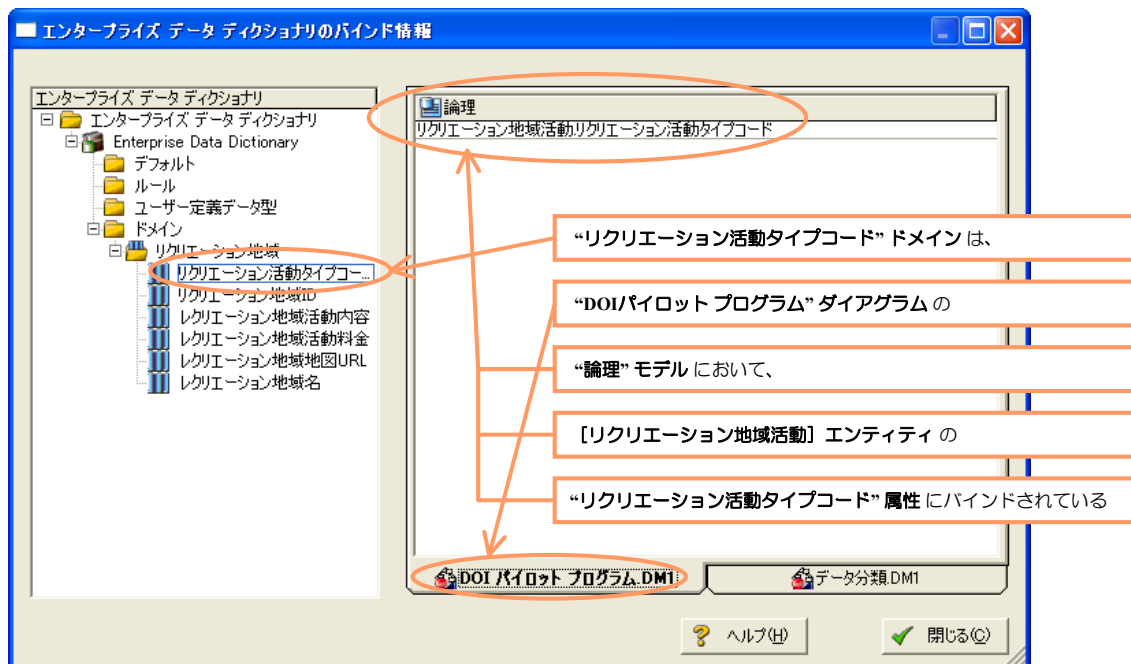 エンタープライズ データ ディクショナリのバインド情報
エンタープライズ データ ディクショナリ
エンタープライズ データ ディクショナリ
Enterprise Data Dictionary
デフォルト
ルール
ユーザー定義データ型
ドメイン
リクリエーション地域
リクリエーション活動タイプコー...
リクリエーション地域ID
レクリエーション地域活動内容
レクリエーション地域活動料金
レクリエーション地域地図URL
レクリエーション地域名
論理
リクリエーション地域活動.リクリエーション活動タイプコード
“リクリエーション活動タイプコード” ドメイン は、
“DOIパイロット プログラム” ダイアグラム の
“論理” モデル において、
［リクリエーション地域活動］エンティティ の
“リクリエーション活動タイプコード” 属性 にバインドされている
DOI パイロット プログラム.DM1
データ分類.DM1
ヘルプ(H)
閉じる(C)